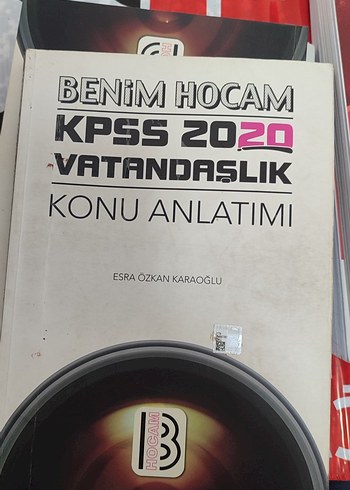 BENİM HOCAM
KPSS 2020
VATANDAŞLIK
KONU ANLATIMI
ESRA ÖZKAN KARAOĞLU
HOCAM
B